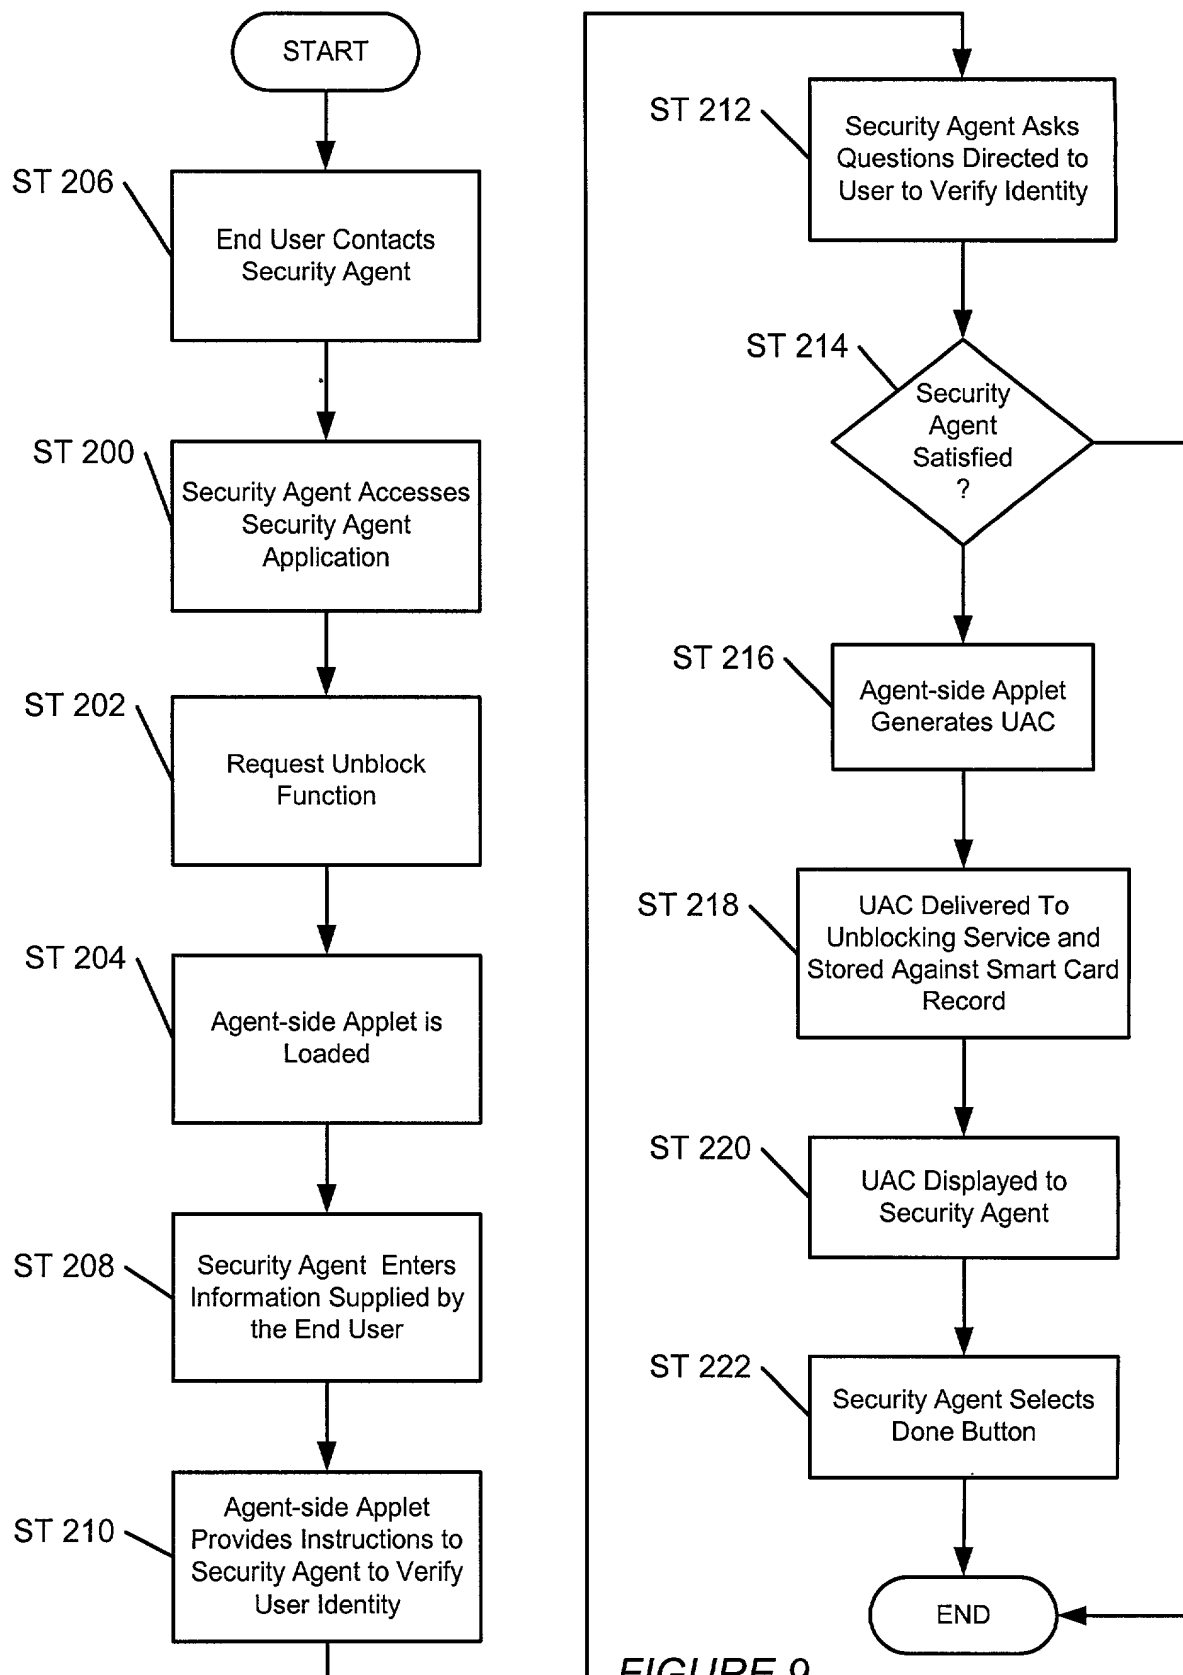 START
ST 206
End User Contacts
Security Agent
ST 200
Security Agent Accesses
Security Agent
Application
ST 202
Request Unblock
Function
ST 204
Agent-side Applet is
Loaded
ST 208
Security Agent Enters
Information Supplied by
the End User
ST 210
Agent-side Applet
Provides Instructions to
Security Agent to Verify
User Identity
ST 212
Security Agent Asks
Questions Directed to
User to Verify Identity
ST 214
Security
Agent
Satisfied
?
ST 216
Agent-side Applet
Generates UAC
ST 218
UAC Delivered To
Unblocking Service and
Stored Against Smart Card
Record
ST 220
UAC Displayed to
Security Agent
ST 222
Security Agent Selects
Done Button
END
FIGURE 9